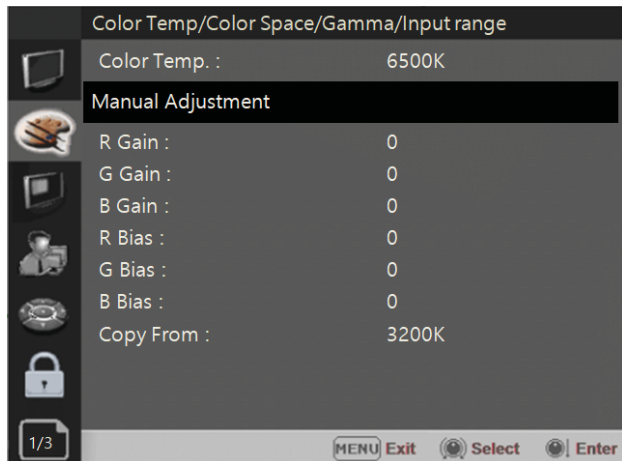 Color Temp/Color Space/Gamma/Input range
Color Temp. : 6500K
Manual Adjustment
R Gain : 0
G Gain : 0
B Gain : 0
R Bias : 0
G Bias : 0
B Bias : 0
Copy From : 3200K
1/3 MENU Exit Select Enter